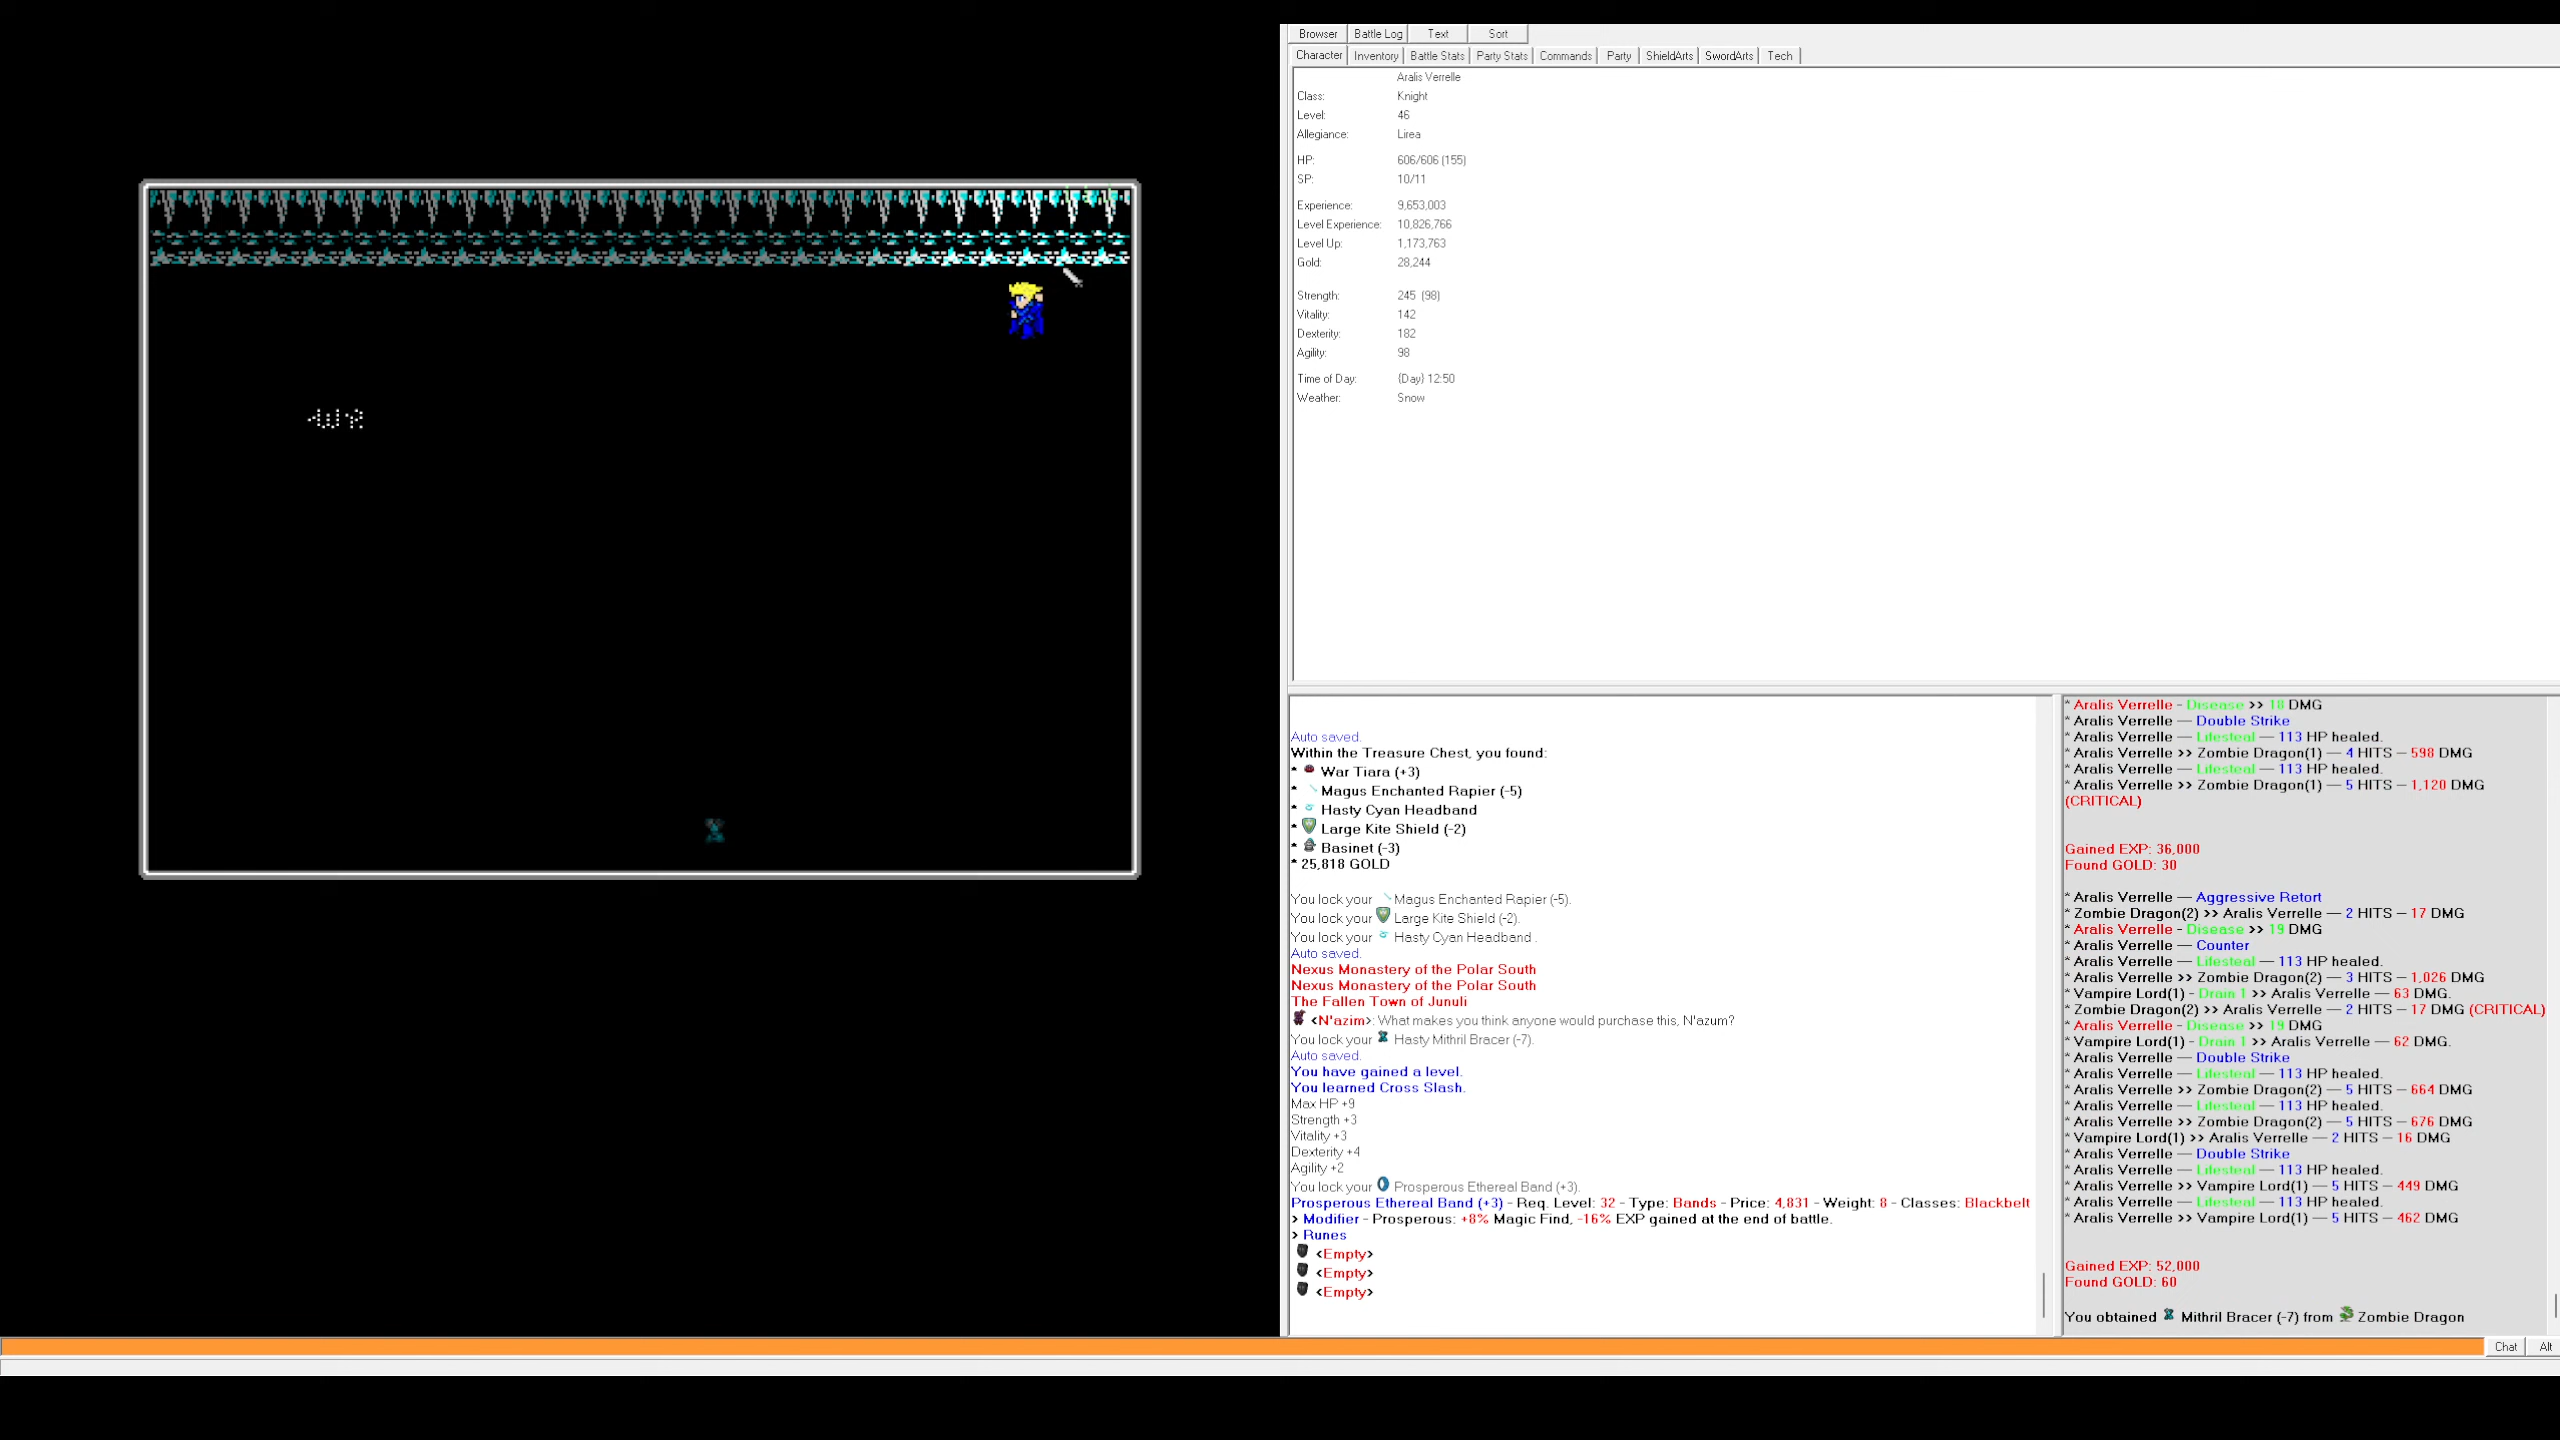 Browser Battle Log Text Sort
Character Inventory Battle Stats Party Stats Commands Party ShieldArts SwordArts Tech
Aralis Verrelle
Class: Knight
Level: 46
Allegiance: Lirea
HP: 606/606 (155)
SP: 10/11
Experience: 9,653,003
Level Experience: 10,826,766
Level Up: 1,173,763
Gold: 28,244
Strength: 245 (98)
Vitality: 142
Dexterity: 182
Agility: 98
Time of Day: (Day) 12:50
Weather: Snow
Auto saved.
Within the Treasure Chest, you found:
* War Tiara (+3)
* Magus Enchanted Rapier (-5)
* Hasty Cyan Headband
* Large Kite Shield (-2)
* Basinet (-3)
* 25,818 GOLD
You lock your Magus Enchanted Rapier (-5).
You lock your Large Kite Shield (-2).
You lock your Hasty Cyan Headband .
Auto saved.
Nexus Monastery of the Polar South
Nexus Monastery of the Polar South
The Fallen Town of Junuli
<N'azim>: What makes you think anyone would purchase this, N'azum?
You lock your Hasty Mithril Bracer (-7).
Auto saved.
You have gained a level.
You learned Cross Slash.
Max HP +9
Strength +3
Vitality +3
Dexterity +4
Agility +2
You lock your Prosperous Ethereal Band (+3).
Prosperous Ethereal Band (+3) - Req. Level: 32 - Type: Bands - Price: 4,831 - Weight: 8 - Classes: Blackbelt
> Modifier - Prosperous: +8% Magic Find, -16% EXP gained at the end of battle.
> Runes
<Empty>
<Empty>
<Empty>
* Aralis Verrelle - Disease >> 18 DMG
* Aralis Verrelle — Double Strike
* Aralis Verrelle — Lifesteal — 113 HP healed.
* Aralis Verrelle >> Zombie Dragon(1) — 4 HITS — 598 DMG
* Aralis Verrelle — Lifesteal — 113 HP healed.
* Aralis Verrelle >> Zombie Dragon(1) — 5 HITS — 1,120 DMG
(CRITICAL)
Gained EXP: 36,000
Found GOLD: 30
* Aralis Verrelle — Aggressive Retort
* Zombie Dragon(2) >> Aralis Verrelle — 2 HITS — 17 DMG
* Aralis Verrelle - Disease >> 19 DMG
* Aralis Verrelle — Counter
* Aralis Verrelle — Lifesteal — 113 HP healed.
* Aralis Verrelle >> Zombie Dragon(2) — 3 HITS — 1,026 DMG
* Vampire Lord(1) - Drain 1 >> Aralis Verrelle — 63 DMG.
* Zombie Dragon(2) >> Aralis Verrelle — 2 HITS — 17 DMG (CRITICAL)
* Aralis Verrelle - Disease >> 19 DMG
* Vampire Lord(1) - Drain 1 >> Aralis Verrelle — 62 DMG.
* Aralis Verrelle — Double Strike
* Aralis Verrelle — Lifesteal — 113 HP healed.
* Aralis Verrelle >> Zombie Dragon(2) — 5 HITS — 664 DMG
* Aralis Verrelle — Lifesteal — 113 HP healed.
* Aralis Verrelle >> Zombie Dragon(2) — 5 HITS — 676 DMG
* Vampire Lord(1) >> Aralis Verrelle — 2 HITS — 16 DMG
* Aralis Verrelle — Double Strike
* Aralis Verrelle — Lifesteal — 113 HP healed.
* Aralis Verrelle >> Vampire Lord(1) — 5 HITS — 449 DMG
* Aralis Verrelle — Lifesteal — 113 HP healed.
* Aralis Verrelle >> Vampire Lord(1) — 5 HITS — 462 DMG
Gained EXP: 52,000
Found GOLD: 60
You obtained Mithril Bracer (-7) from Zombie Dragon
Chat Alt